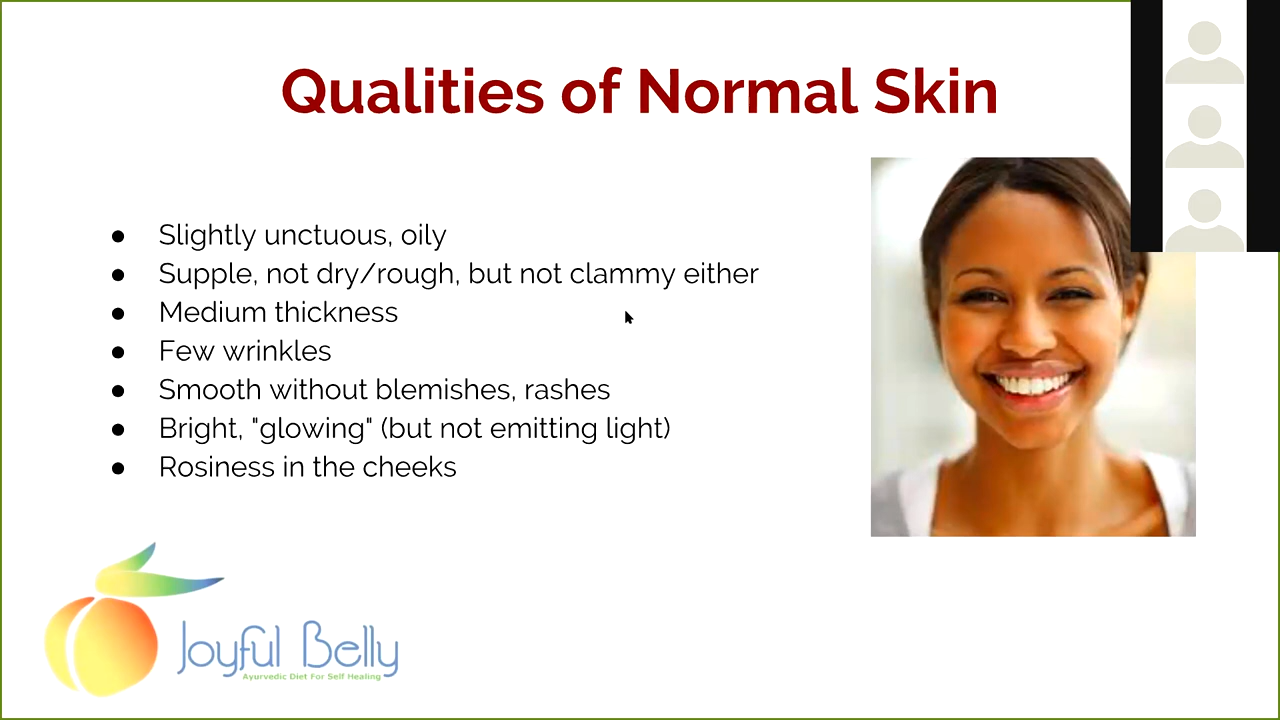 Qualities of Normal Skin
● Slightly unctuous, oily
● Supple, not dry/rough, but not clammy either
● Medium thickness
● Few wrinkles
● Smooth without blemishes, rashes
● Bright, "glowing" (but not emitting light)
● Rosiness in the cheeks
Joyful Belly
Ayurvedic Diet For Self Healing